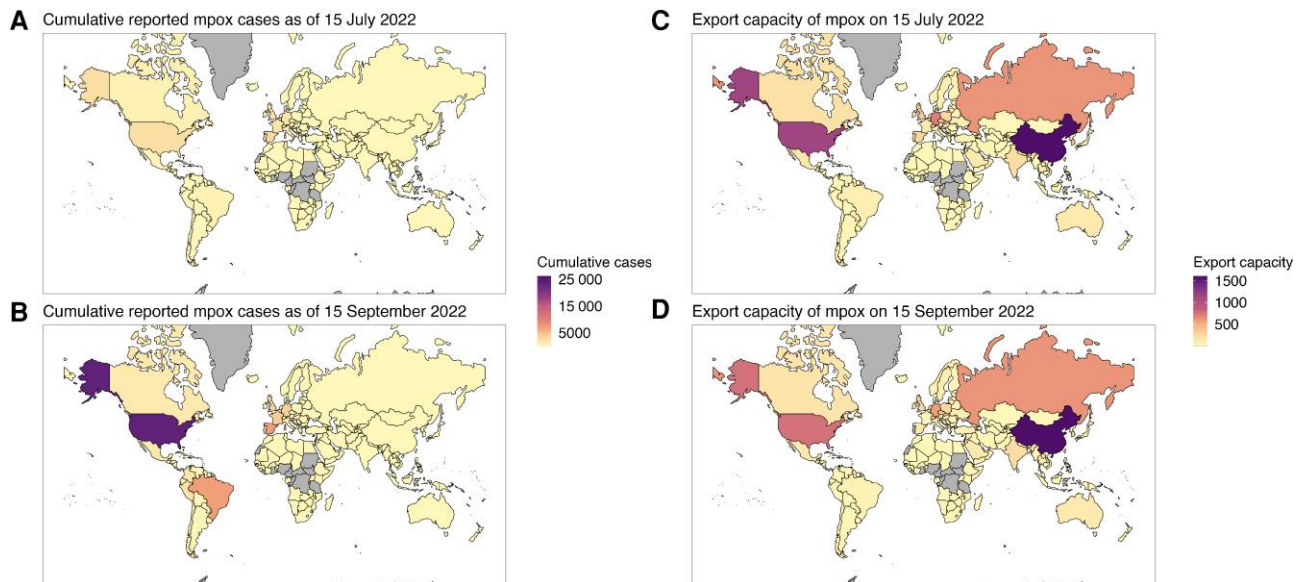 A Cumulative reported mpox cases as of 15 July 2022
Cumulative cases
25 000
15 000
5000
B Cumulative reported mpox cases as of 15 September 2022
C Export capacity of mpox on 15 July 2022
Export capacity
1500
1000
500
D Export capacity of mpox on 15 September 2022